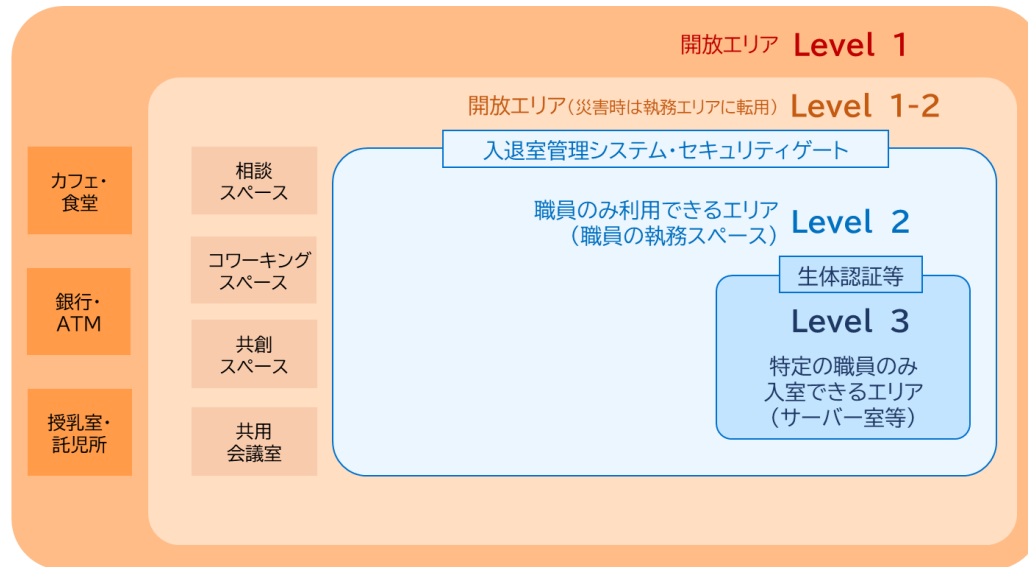 開放エリア Level 1
開放エリア(災害時は執務エリアに転用) Level 1-2
入退室管理システム・セキュリティゲート
カフェ・
食堂
銀行・
ATM
授乳室・
託児所
相談
スペース
コワーキング
スペース
共創
スペース
共用
会議室
職員のみ利用できるエリア
(職員の執務スペース)
Level 2
生体認証等
Level 3
特定の職員のみ
入室できるエリア
(サーバー室等)